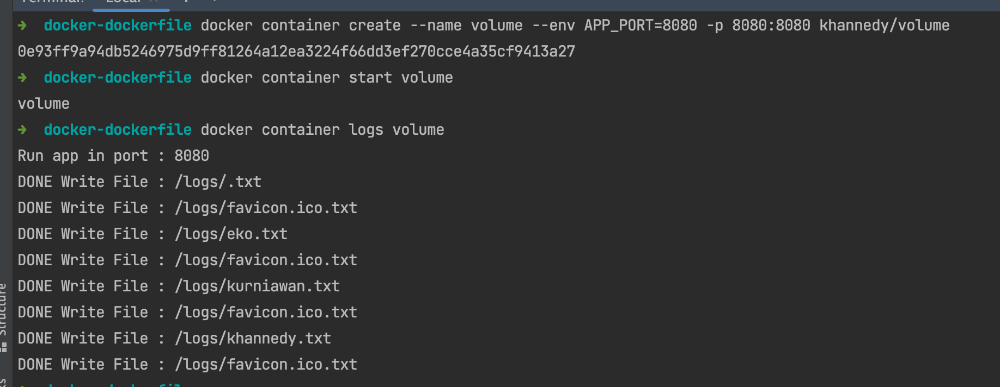 Terminal: Local
→ docker-dockerfile docker container create --name volume --env APP_PORT=8080 -p 8080:8080 khannedy/volume
0e93ff9a94db5246975d9ff81264a12ea3224f66dd3ef270cce4a35cf9413a27
→ docker-dockerfile docker container start volume
volume
→ docker-dockerfile docker container logs volume
Run app in port : 8080
DONE Write File : /logs/.txt
DONE Write File : /logs/favicon.ico.txt
DONE Write File : /logs/eko.txt
DONE Write File : /logs/favicon.ico.txt
DONE Write File : /logs/kurniawan.txt
DONE Write File : /logs/favicon.ico.txt
DONE Write File : /logs/khannedy.txt
DONE Write File : /logs/favicon.ico.txt
docker-dockerfile
Structure